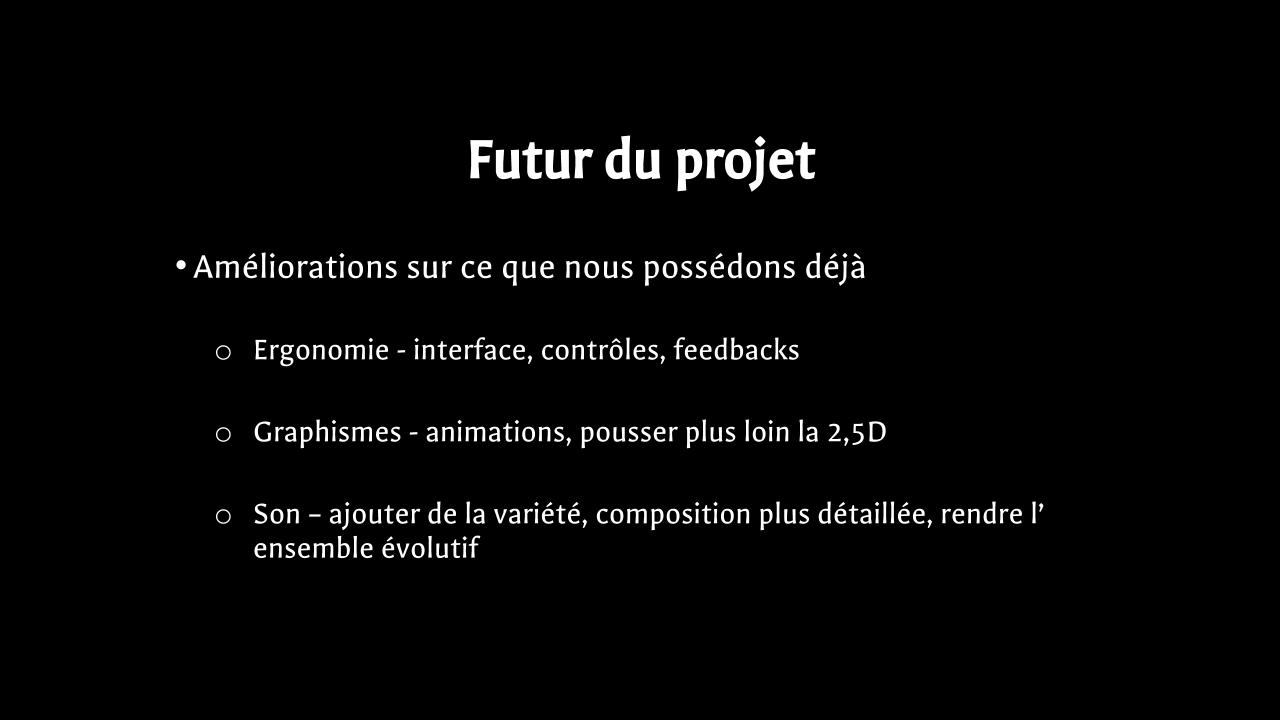 Futur du projet
• Améliorations sur ce que nous possédons déjà
o Ergonomie - interface, contrôles, feedbacks
o Graphismes - animations, pousser plus loin la 2,5D
o Son – ajouter de la variété, composition plus détaillée, rendre l’
ensemble évolutif